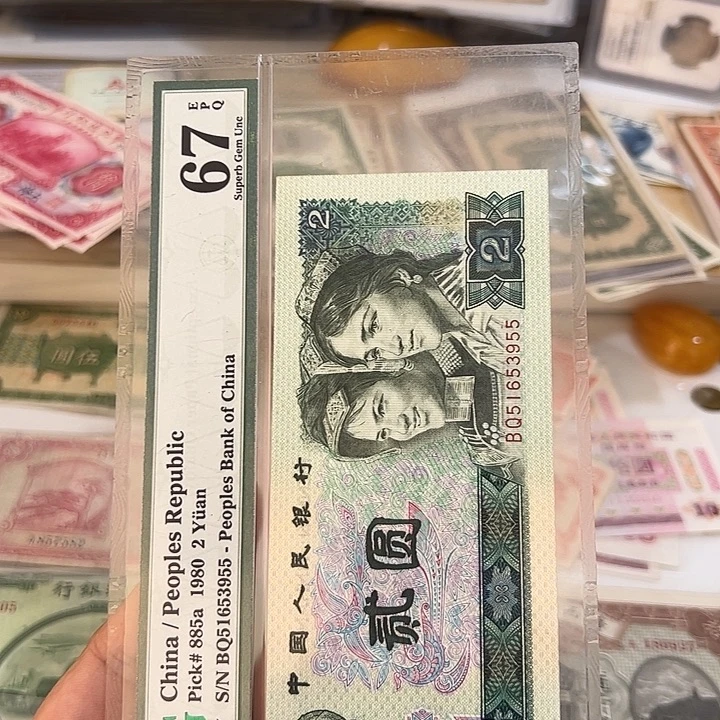 China / Peoples Republic
Pick# 885a 1980 2 Yüan
S/N BQ51653955 - Peoples Bank of China
67
EPQ
Superb Gem Unc
2
2
BQ51653955
中国人民银行
贰圆
行